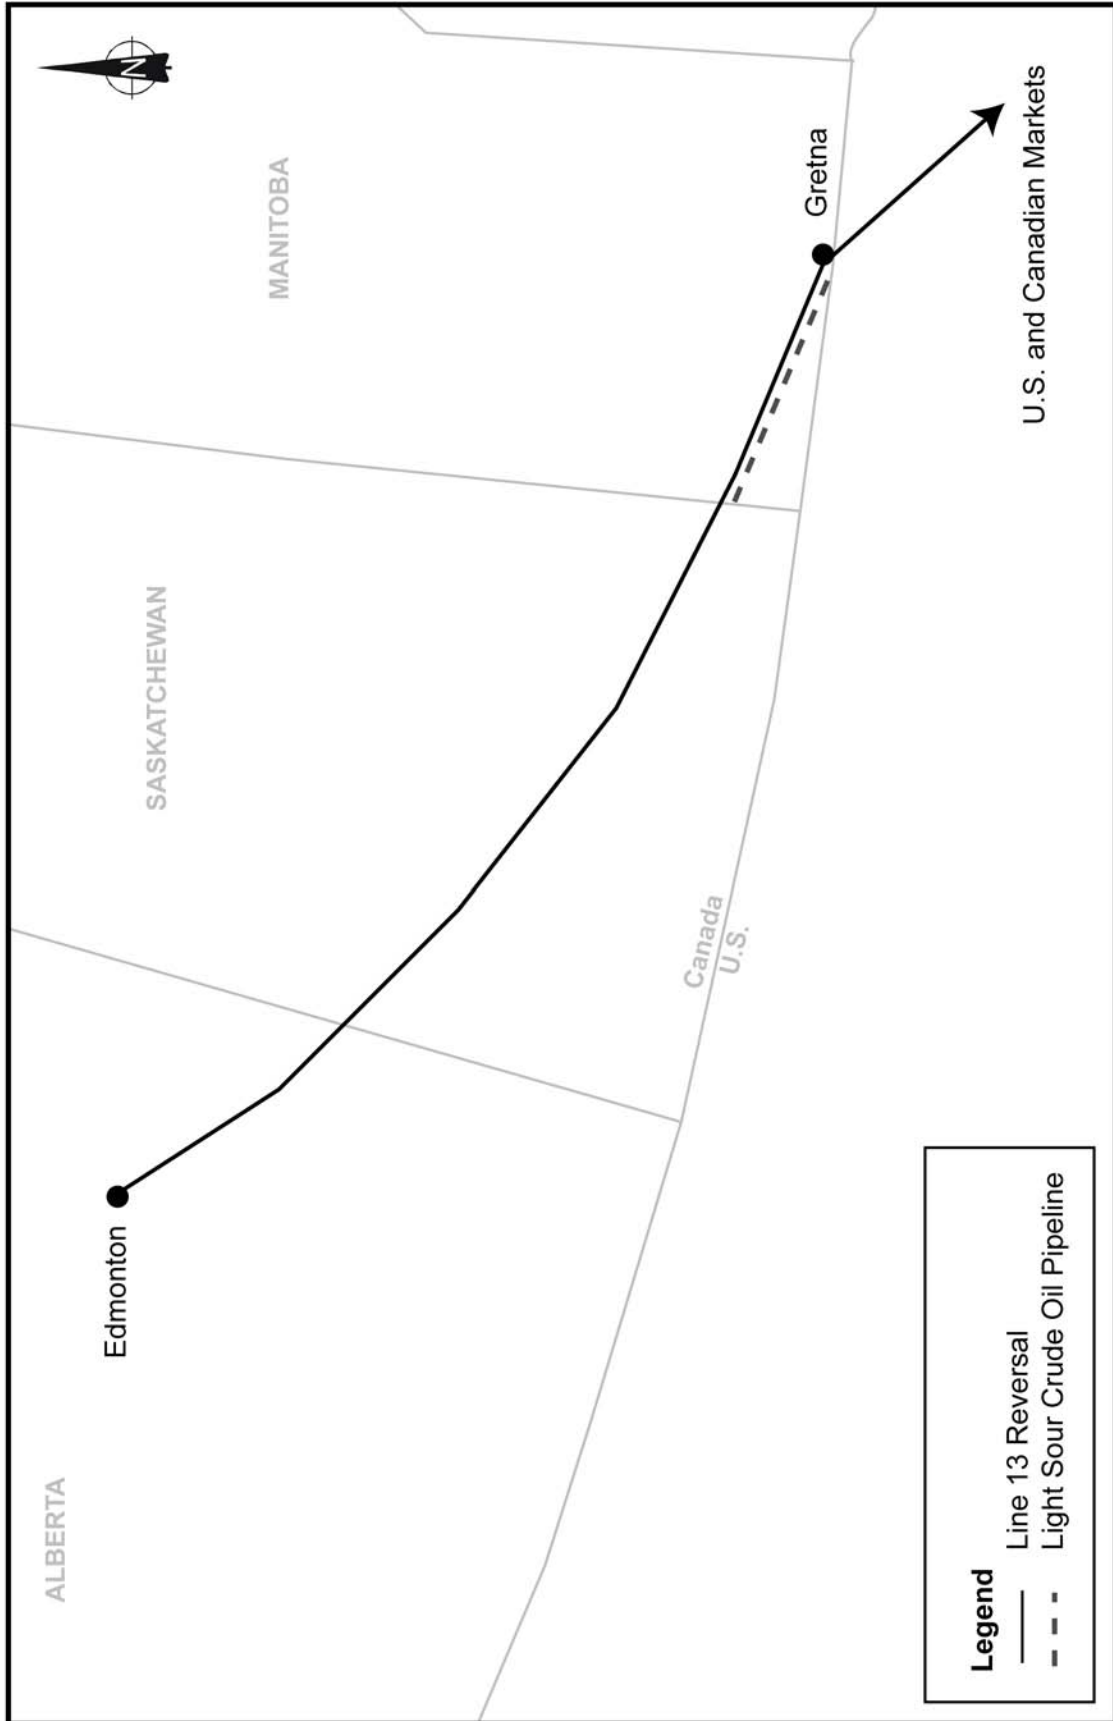 N
ALBERTA
SASKATCHEWAN
MANITOBA
Edmonton
Canada
U.S.
Gretna
U.S. and Canadian Markets
Legend
Line 13 Reversal
Light Sour Crude Oil Pipeline